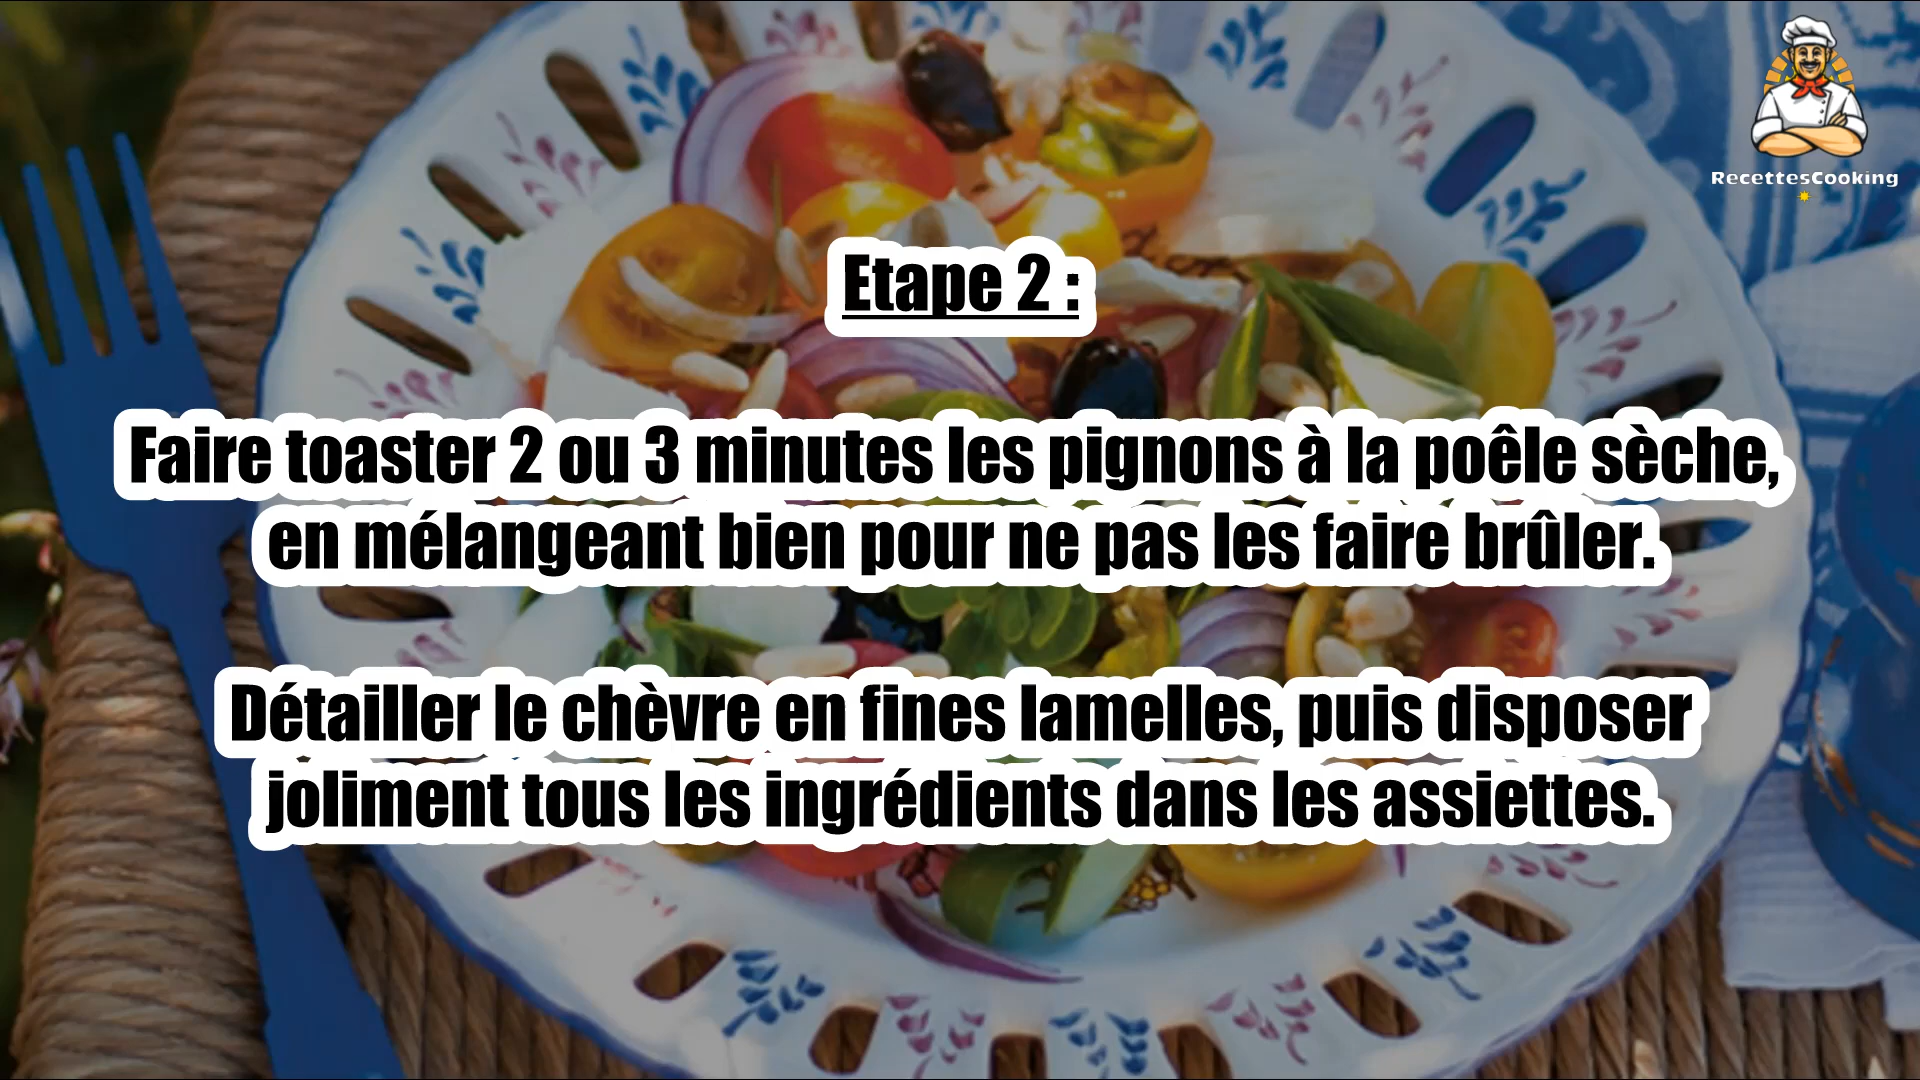 RecettesCooking
Etape 2 :
Faire toaster 2 ou 3 minutes les pignons à la poêle sèche,
en mélangeant bien pour ne pas les faire brûler.
Détailler le chèvre en fines lamelles, puis disposer
joliment tous les ingrédients dans les assiettes.